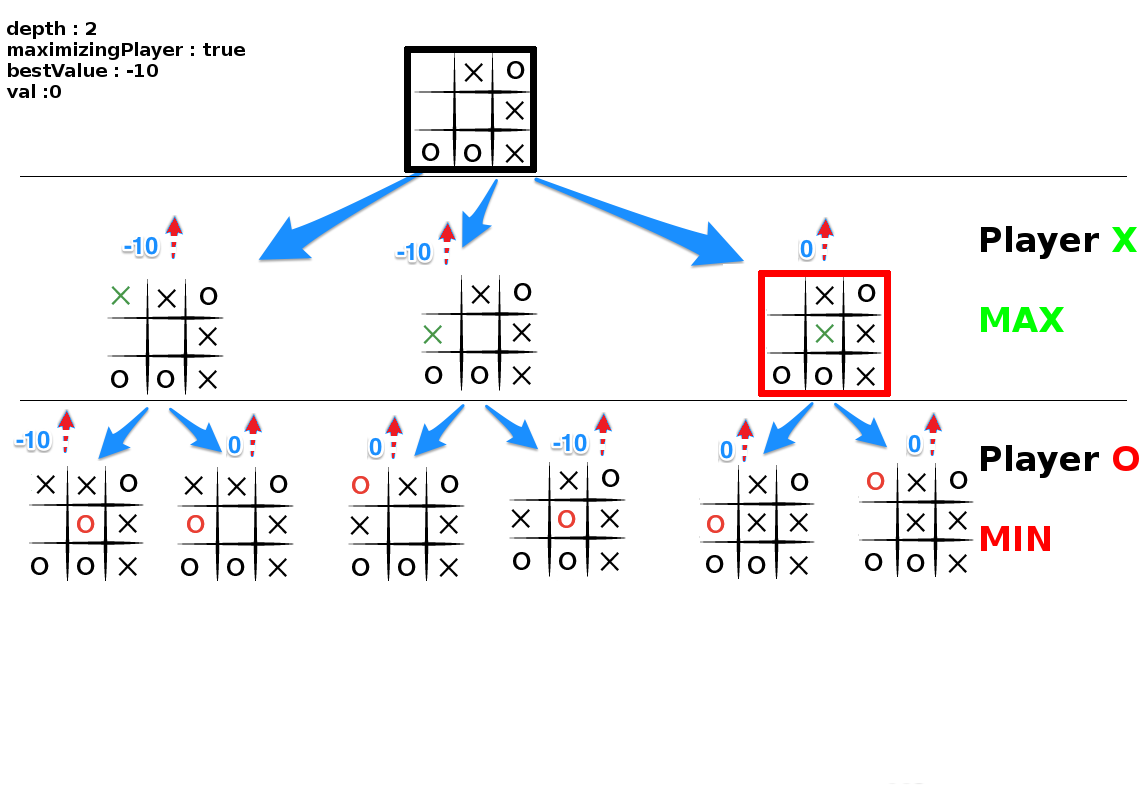 depth : 2
maximizingPlayer : true
bestValue : -10
val :0
X O
X
O O X
-10
-10
0
Player X
MAX
X X O
X
O O X
X O
X X
O O X
X O
X X
O O X
-10
0
0
-10
0
0
Player O
MIN
X X O
O X
O O X
X X O
O X
O O X
O X O
X X
O O X
X O
X O X
O O X
X O
O X X
O O X
O X O
X X
O O X